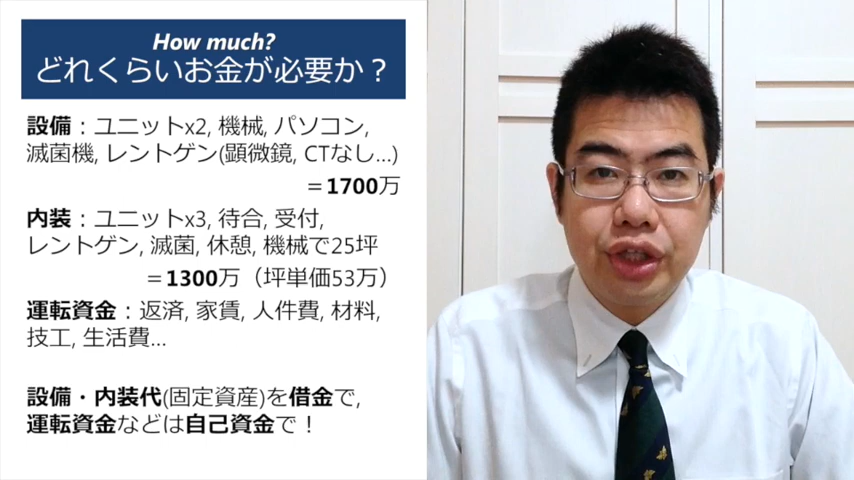 How much?
どれくらいお金が必要か？
設備：ユニットx2, 機械, パソコン,
滅菌機, レントゲン(顕微鏡, CTなし...)
＝1700万
内装：ユニットx3, 待合, 受付,
レントゲン, 滅菌, 休憩, 機械で25坪
＝1300万（坪単価53万）
運転資金：返済, 家賃, 人件費, 材料,
技工, 生活費...
設備・内装代(固定資産)を借金で,
運転資金などは自己資金で！